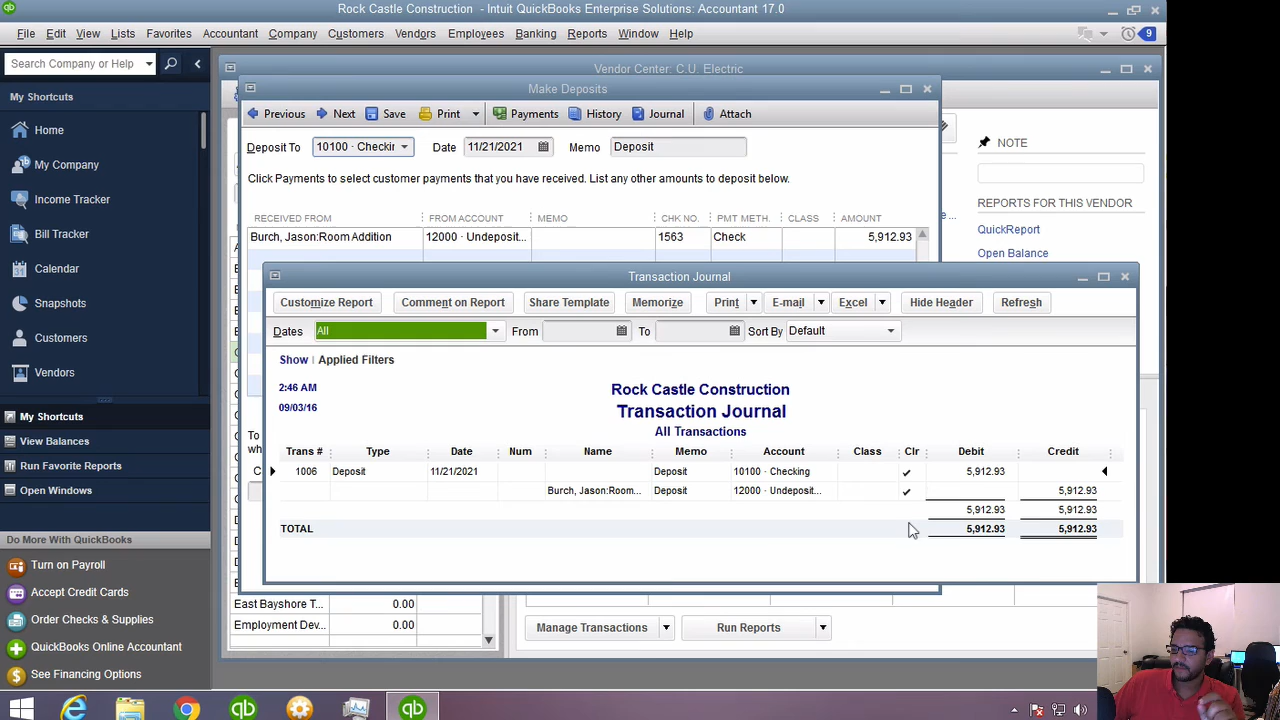 Rock Castle Construction - Intuit QuickBooks Enterprise Solutions: Accountant 17.0
File Edit View Lists Favorites Accountant Company Customers Vendors Employees Banking Reports Window Help
9
Search Company or Help
My Shortcuts
Home
My Company
Income Tracker
Bill Tracker
Calendar
Snapshots
Customers
Vendors
My Shortcuts
View Balances
Run Favorite Reports
Open Windows
Do More With QuickBooks
Turn on Payroll
Accept Credit Cards
Order Checks & Supplies
QuickBooks Online Accountant
See Financing Options
Vendor Center: C.U. Electric
Make Deposits
Previous Next Save Print Payments History Journal Attach
Deposit To 10100 · Checkir Date 11/21/2021 Memo Deposit
Click Payments to select customer payments that you have received. List any other amounts to deposit below.
RECEIVED FROM FROM ACCOUNT MEMO CHK NO. PMT METH. CLASS AMOUNT
Burch, Jason:Room Addition 12000 · Undeposit... 1563 Check 5,912.93
NOTE
REPORTS FOR THIS VENDOR
QuickReport
Open Balance
Transaction Journal
Customize Report Comment on Report Share Template Memorize Print E-mail Excel Hide Header Refresh
Dates All From To Sort By Default
Show | Applied Filters
2:46 AM
09/03/16
Rock Castle Construction
Transaction Journal
All Transactions
Trans # Type Date Num Name Memo Account Class Clr Debit Credit
1006 Deposit 11/21/2021 Deposit 10100 · Checking ✔ 5,912.93
Burch, Jason:Room... Deposit 12000 · Undeposit... ✔ 5,912.93
5,912.93 5,912.93
TOTAL 5,912.93 5,912.93
East Bayshore T... 0.00
Employment Dev... 0.00
Manage Transactions Run Reports